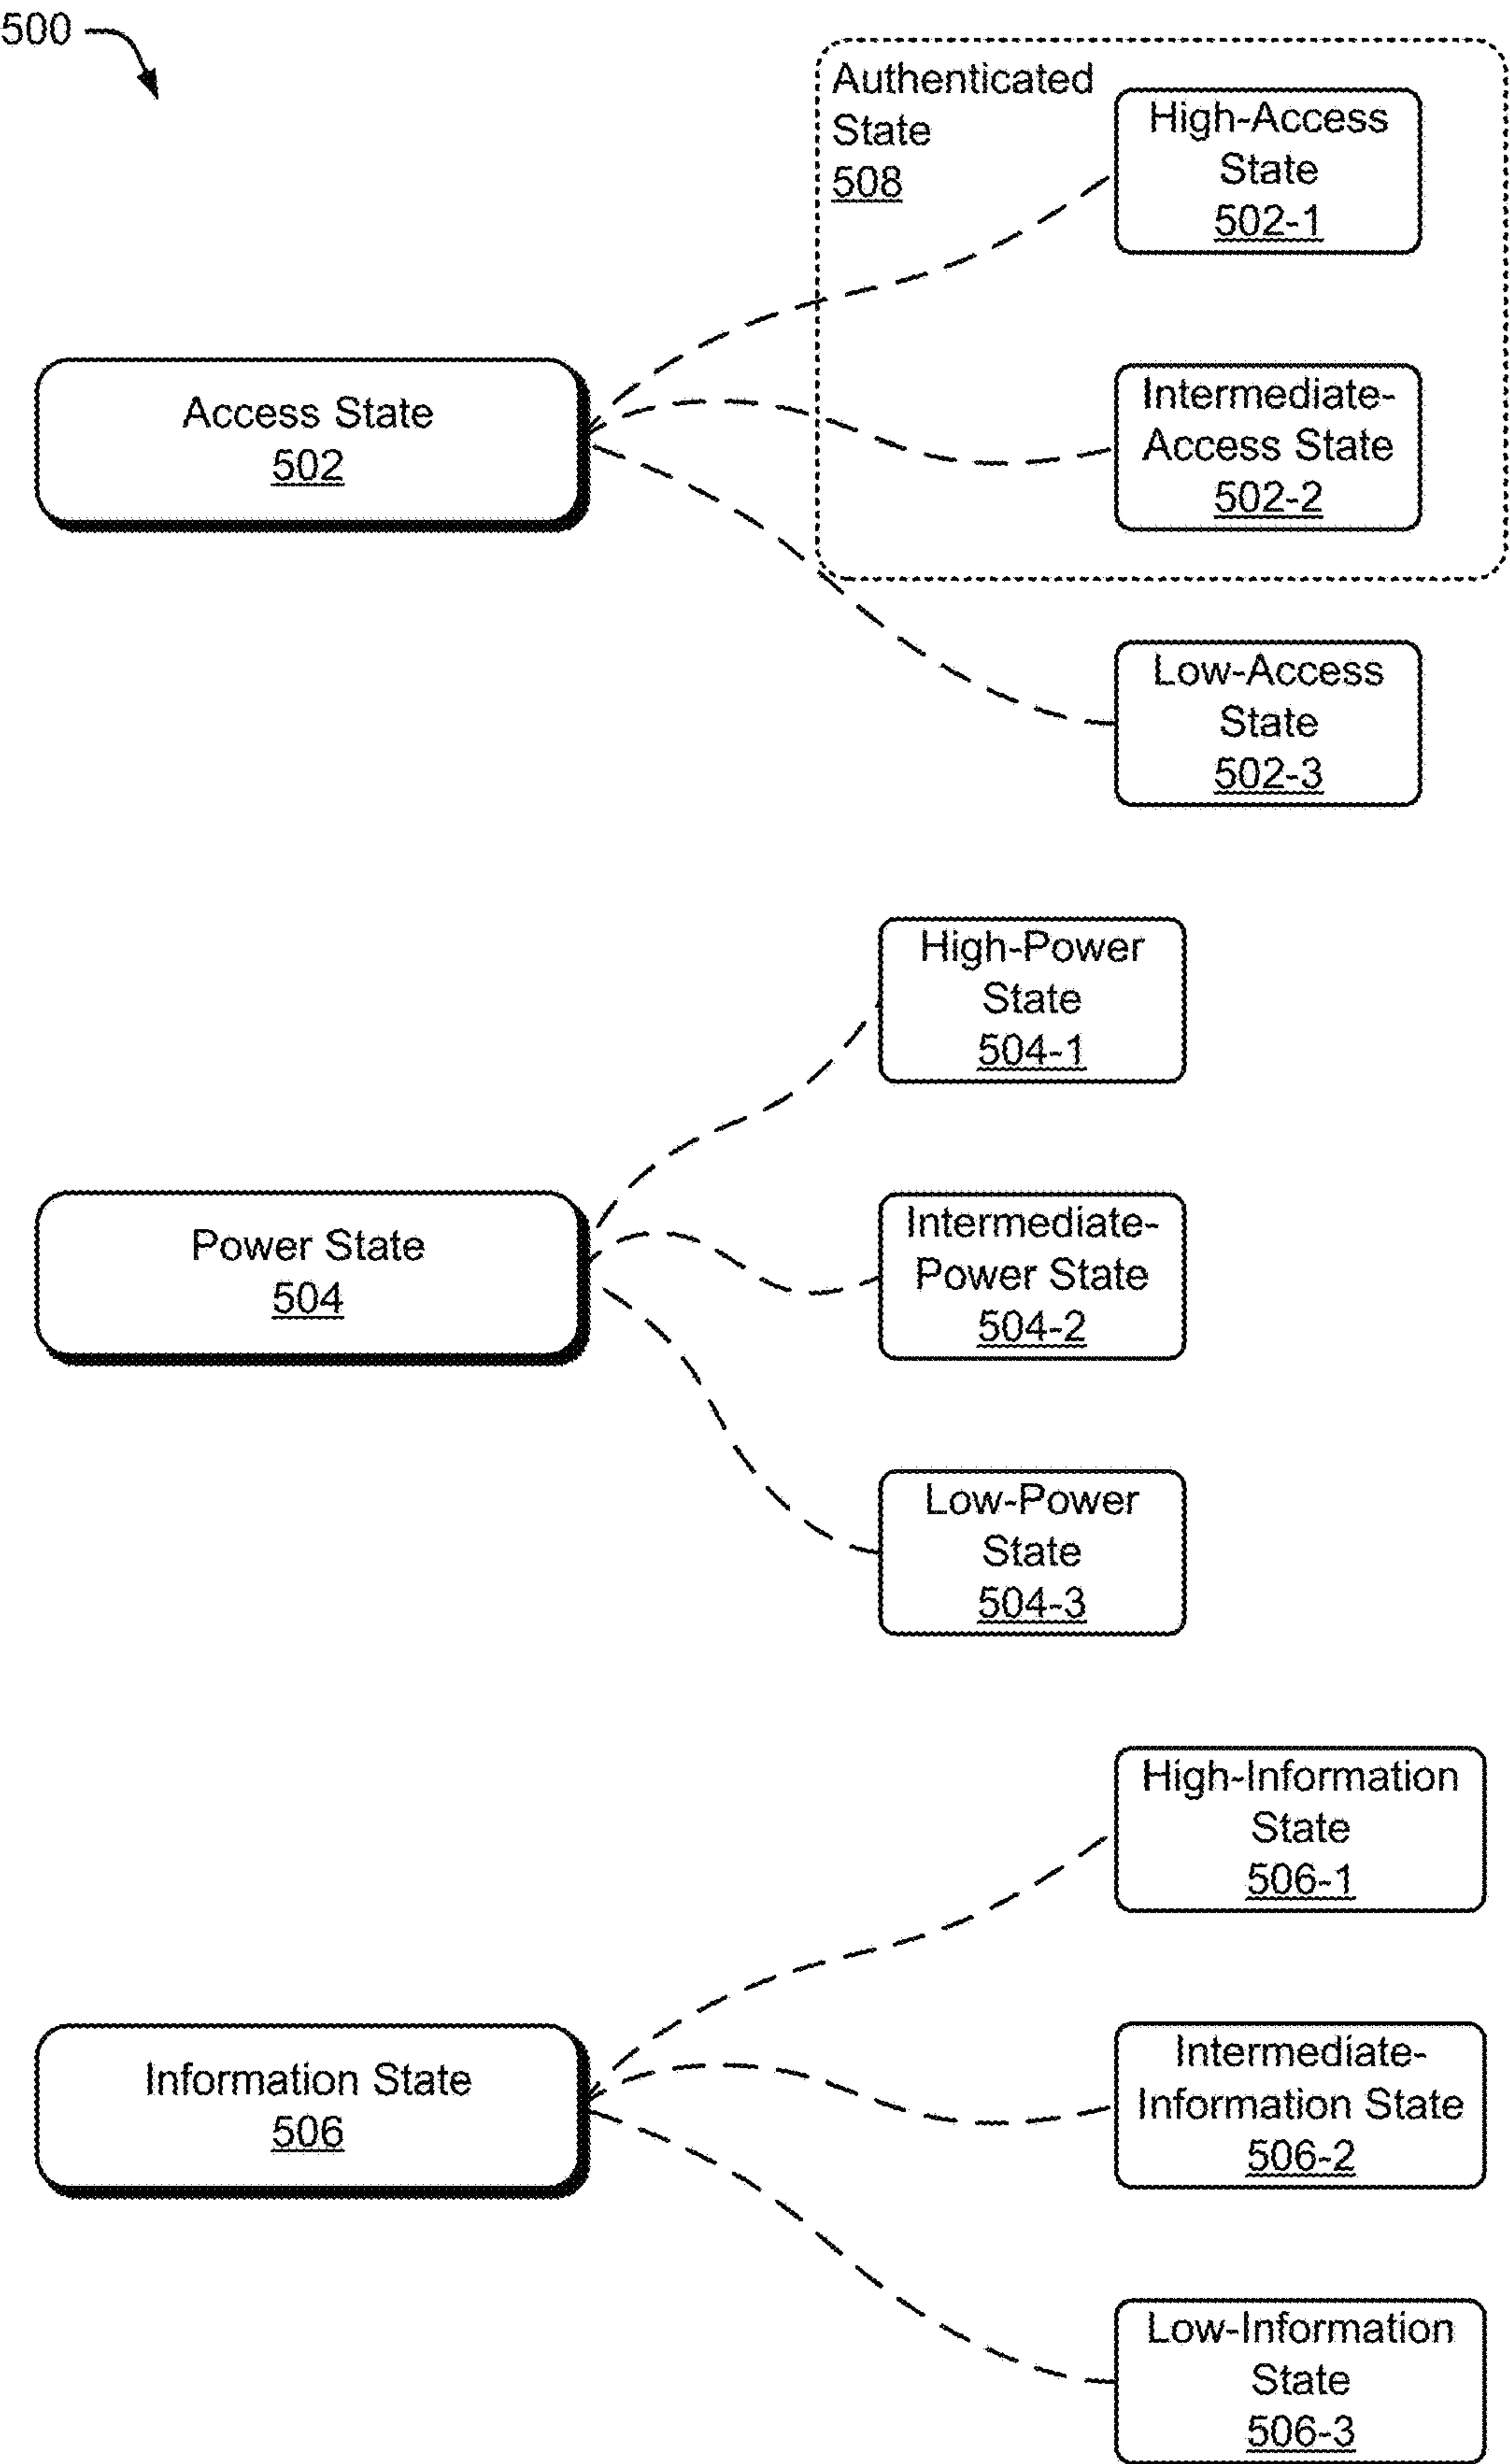 500
Authenticated
State
508
High-Access
State
502-1
Access State
502
Intermediate-
Access State
502-2
Low-Access
State
502-3
High-Power
State
504-1
Power State
504
Intermediate-
Power State
504-2
Low-Power
State
504-3
High-Information
State
506-1
Information State
506
Intermediate-
Information State
506-2
Low-Information
State
506-3